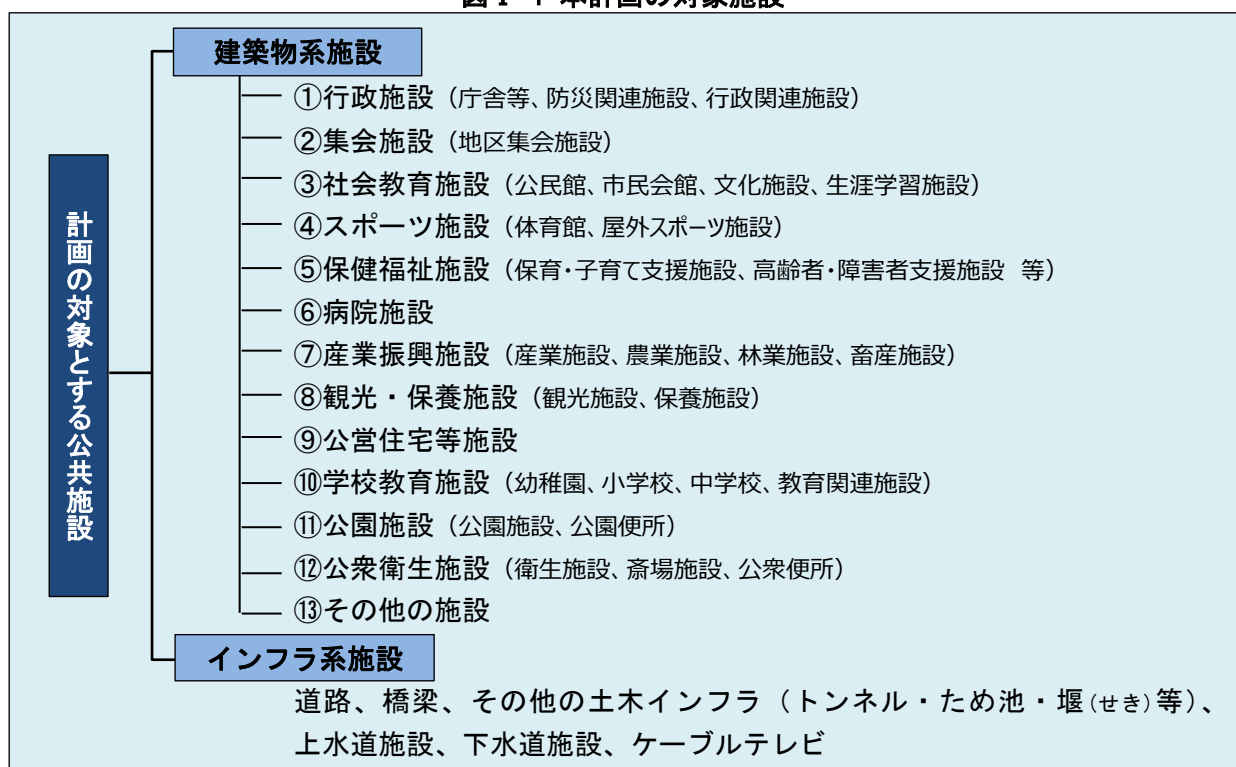 建築物系施設
①行政施設（庁舎等、防災関連施設、行政関連施設）
②集会施設（地区集会施設）
③社会教育施設（公民館、市民会館、文化施設、生涯学習施設）
④スポーツ施設（体育館、屋外スポーツ施設）
⑤保健福祉施設（保育・子育て支援施設、高齢者・障害者支援施設 等）
⑥病院施設
⑦産業振興施設（産業施設、農業施設、林業施設、畜産施設）
⑧観光・保養施設（観光施設、保養施設）
⑨公営住宅等施設
⑩学校教育施設（幼稚園、小学校、中学校、教育関連施設）
⑪公園施設（公園施設、公園便所）
⑫公衆衛生施設（衛生施設、斎場施設、公衆便所）
⑬その他の施設
計画の対象とする公共施設
インフラ系施設
道路、橋梁、その他の土木インフラ（トンネル・ため池・堰(せき)等）、
上水道施設、下水道施設、ケーブルテレビ